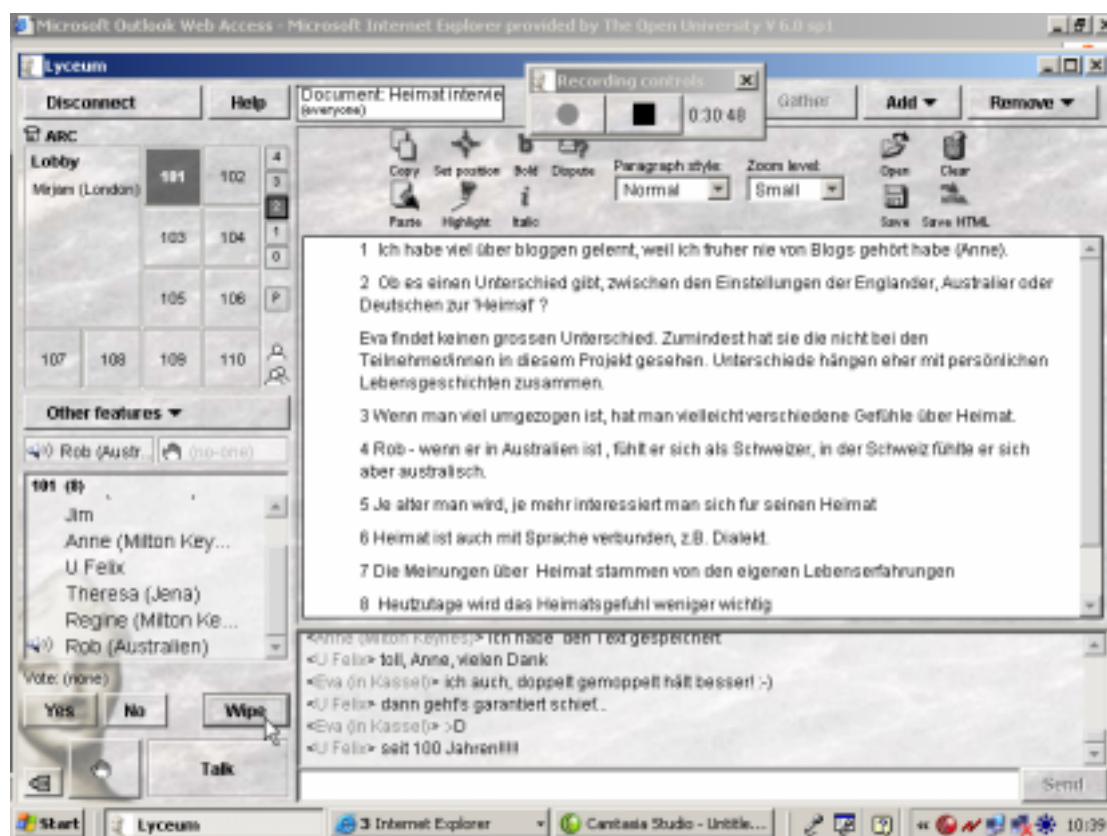 Microsoft Outlook Web Access - Microsoft Internet Explorer provided by The Open University V 6.0 sp1
Lyceum
Recording controls
0:30:48
Disconnect
Help
Document: Heimat intervie
(everyone)
Gather
Add
Remove
ARC
Lobby
Mirjam (London)
101
102
103
104
105
106
107
108
109
110
4
3
2
1
0
P
Copy
Set position
Bold
Dispute
Paragraph style:
Normal
Zoom level:
Small
Open
Clear
Paste
Highlight
Italic
Save
Save HTML
1 Ich habe viel über bloggen gelernt, weil ich fruher nie von Blogs gehört habe (Anne).
2 Ob es einen Unterschied gibt, zwischen den Einstellungen der Englander, Australier oder
Deutschen zur 'Heimat' ?
Eva findet keinen grossen Unterschied. Zumindest hat sie die nicht bei den
Teilnehmer/innen in diesem Projekt gesehen. Unterschiede hängen eher mit persönlichen
Lebensgeschichten zusammen.
3 Wenn man viel umgezogen ist, hat man vielleicht verschiedene Gefühle über Heimat.
4 Rob - wenn er in Australien ist , fühlt er sich als Schweizer, in der Schweiz fühlte er sich
aber australisch.
5 Je alter man wird, je mehr interessiert man sich fur seinen Heimat
6 Heimat ist auch mit Sprache verbunden, z.B. Dialekt.
7 Die Meinungen über Heimat stammen von den eigenen Lebenserfahrungen
8 Heutzutage wird das Heimatsgefuhl weniger wichtig
Other features
Rob (Austr...
(no-one)
101 (8)
Jim
Anne (Milton Key...
U Felix
Theresa (Jena)
Regine (Milton Ke...
Rob (Australien)
Vote: (none)
Yes
No
Wipe
Talk
<Anne (Milton Keynes)> Ich habe den Text gespeichert
<U Felix> toll, Anne, vielen Dank
<Eva (in Kassel)> ich auch, doppelt gemoppelt hält besser! :-)
<U Felix> dann geht's garantiert schief...
<Eva (in Kassel)> >:D
<U Felix> seit 100 Jahren!!!!
Send
Start
Lyceum
3 Internet Explorer
Camtasia Studio - Untitle...
10:39